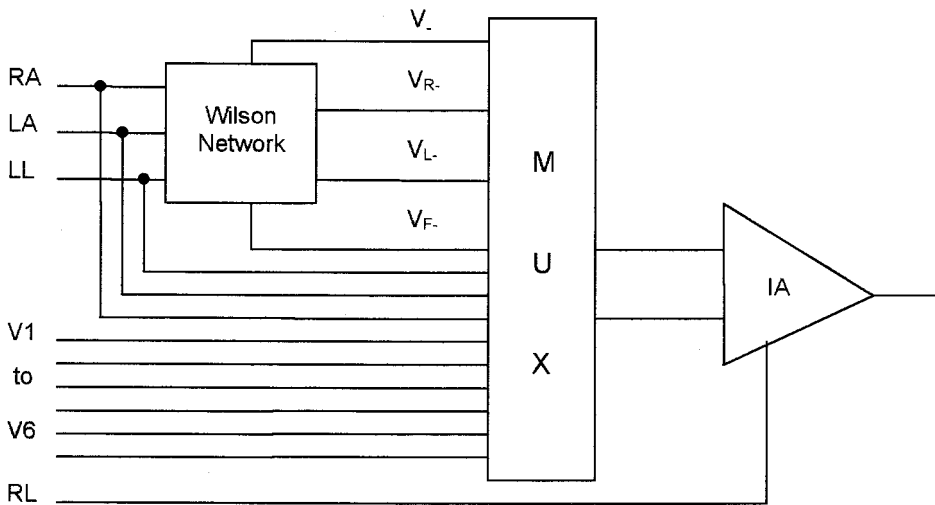 V-
RA
VR-
Wilson
Network
LA
VL-
LL
M
VF-
U
IA
V1
to
X
V6
RL